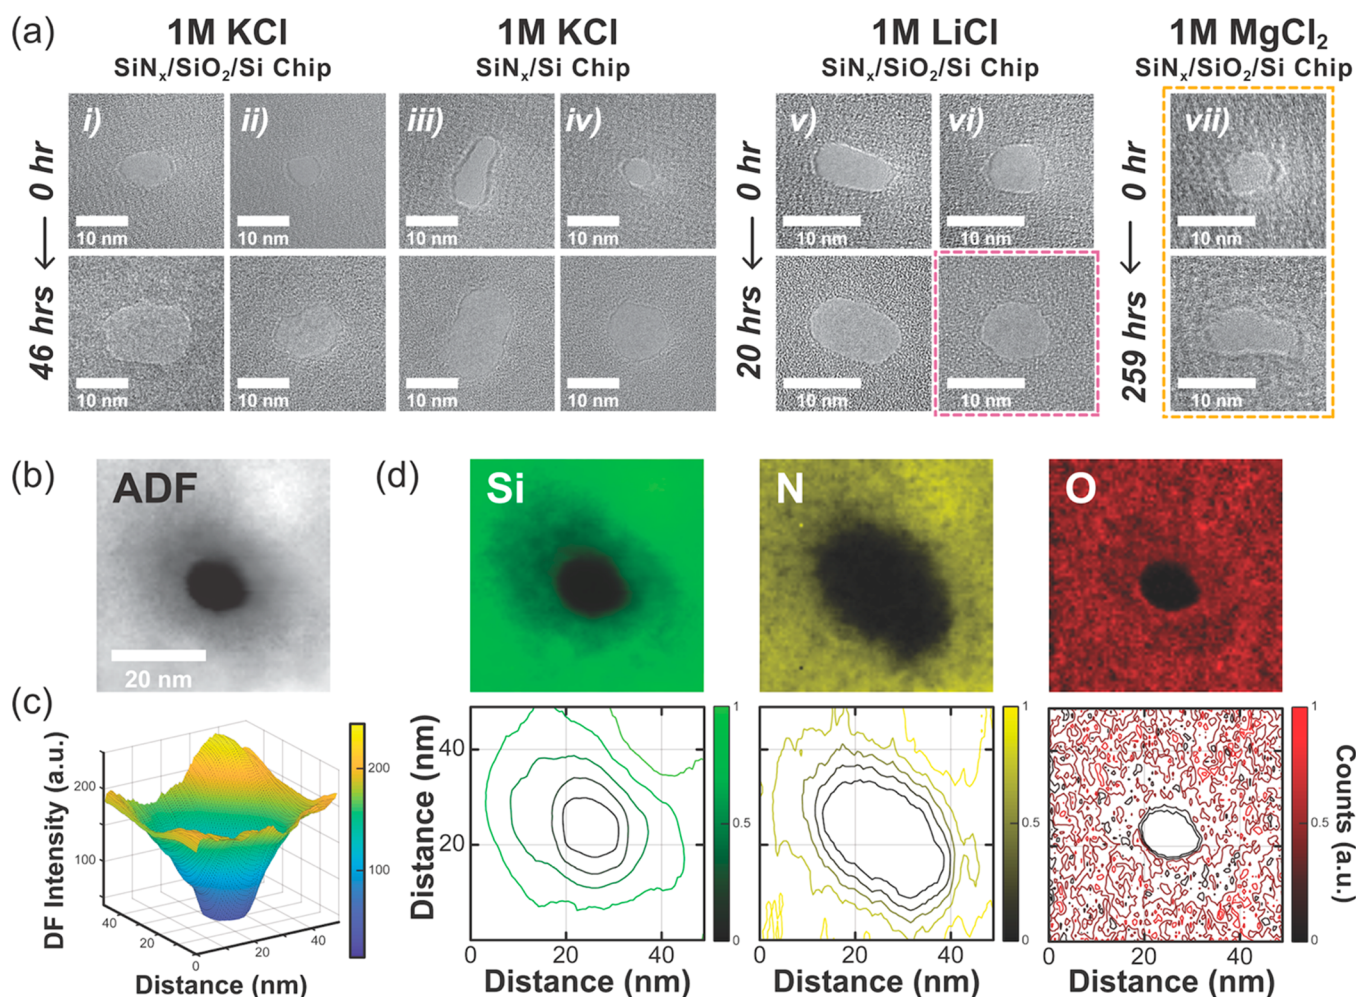 (a)
1M KCl
SiNx/SiO2/Si Chip
1M KCl
SiNx/Si Chip
1M LiCl
SiNx/SiO2/Si Chip
1M MgCl2
SiNx/SiO2/Si Chip
0 hr
46 hrs
i)
10 nm
ii)
10 nm
iii)
10 nm
iv)
10 nm
0 hr
20 hrs
v)
10 nm
vi)
10 nm
0 hr
259 hrs
vii)
10 nm
10 nm
10 nm
10 nm
10 nm
10 nm
10 nm
10 nm
(b)
ADF
20 nm
(c)
DF Intensity (a.u.)
200
100
40
20
0
0
20
40
Distance (nm)
200
100
(d)
Si
N
O
Distance (nm)
40
20
0
20
40
Distance (nm)
1
0.5
0
0
20
40
Distance (nm)
1
0.5
0
0
20
40
Distance (nm)
1
0.5
0
Counts (a.u.)